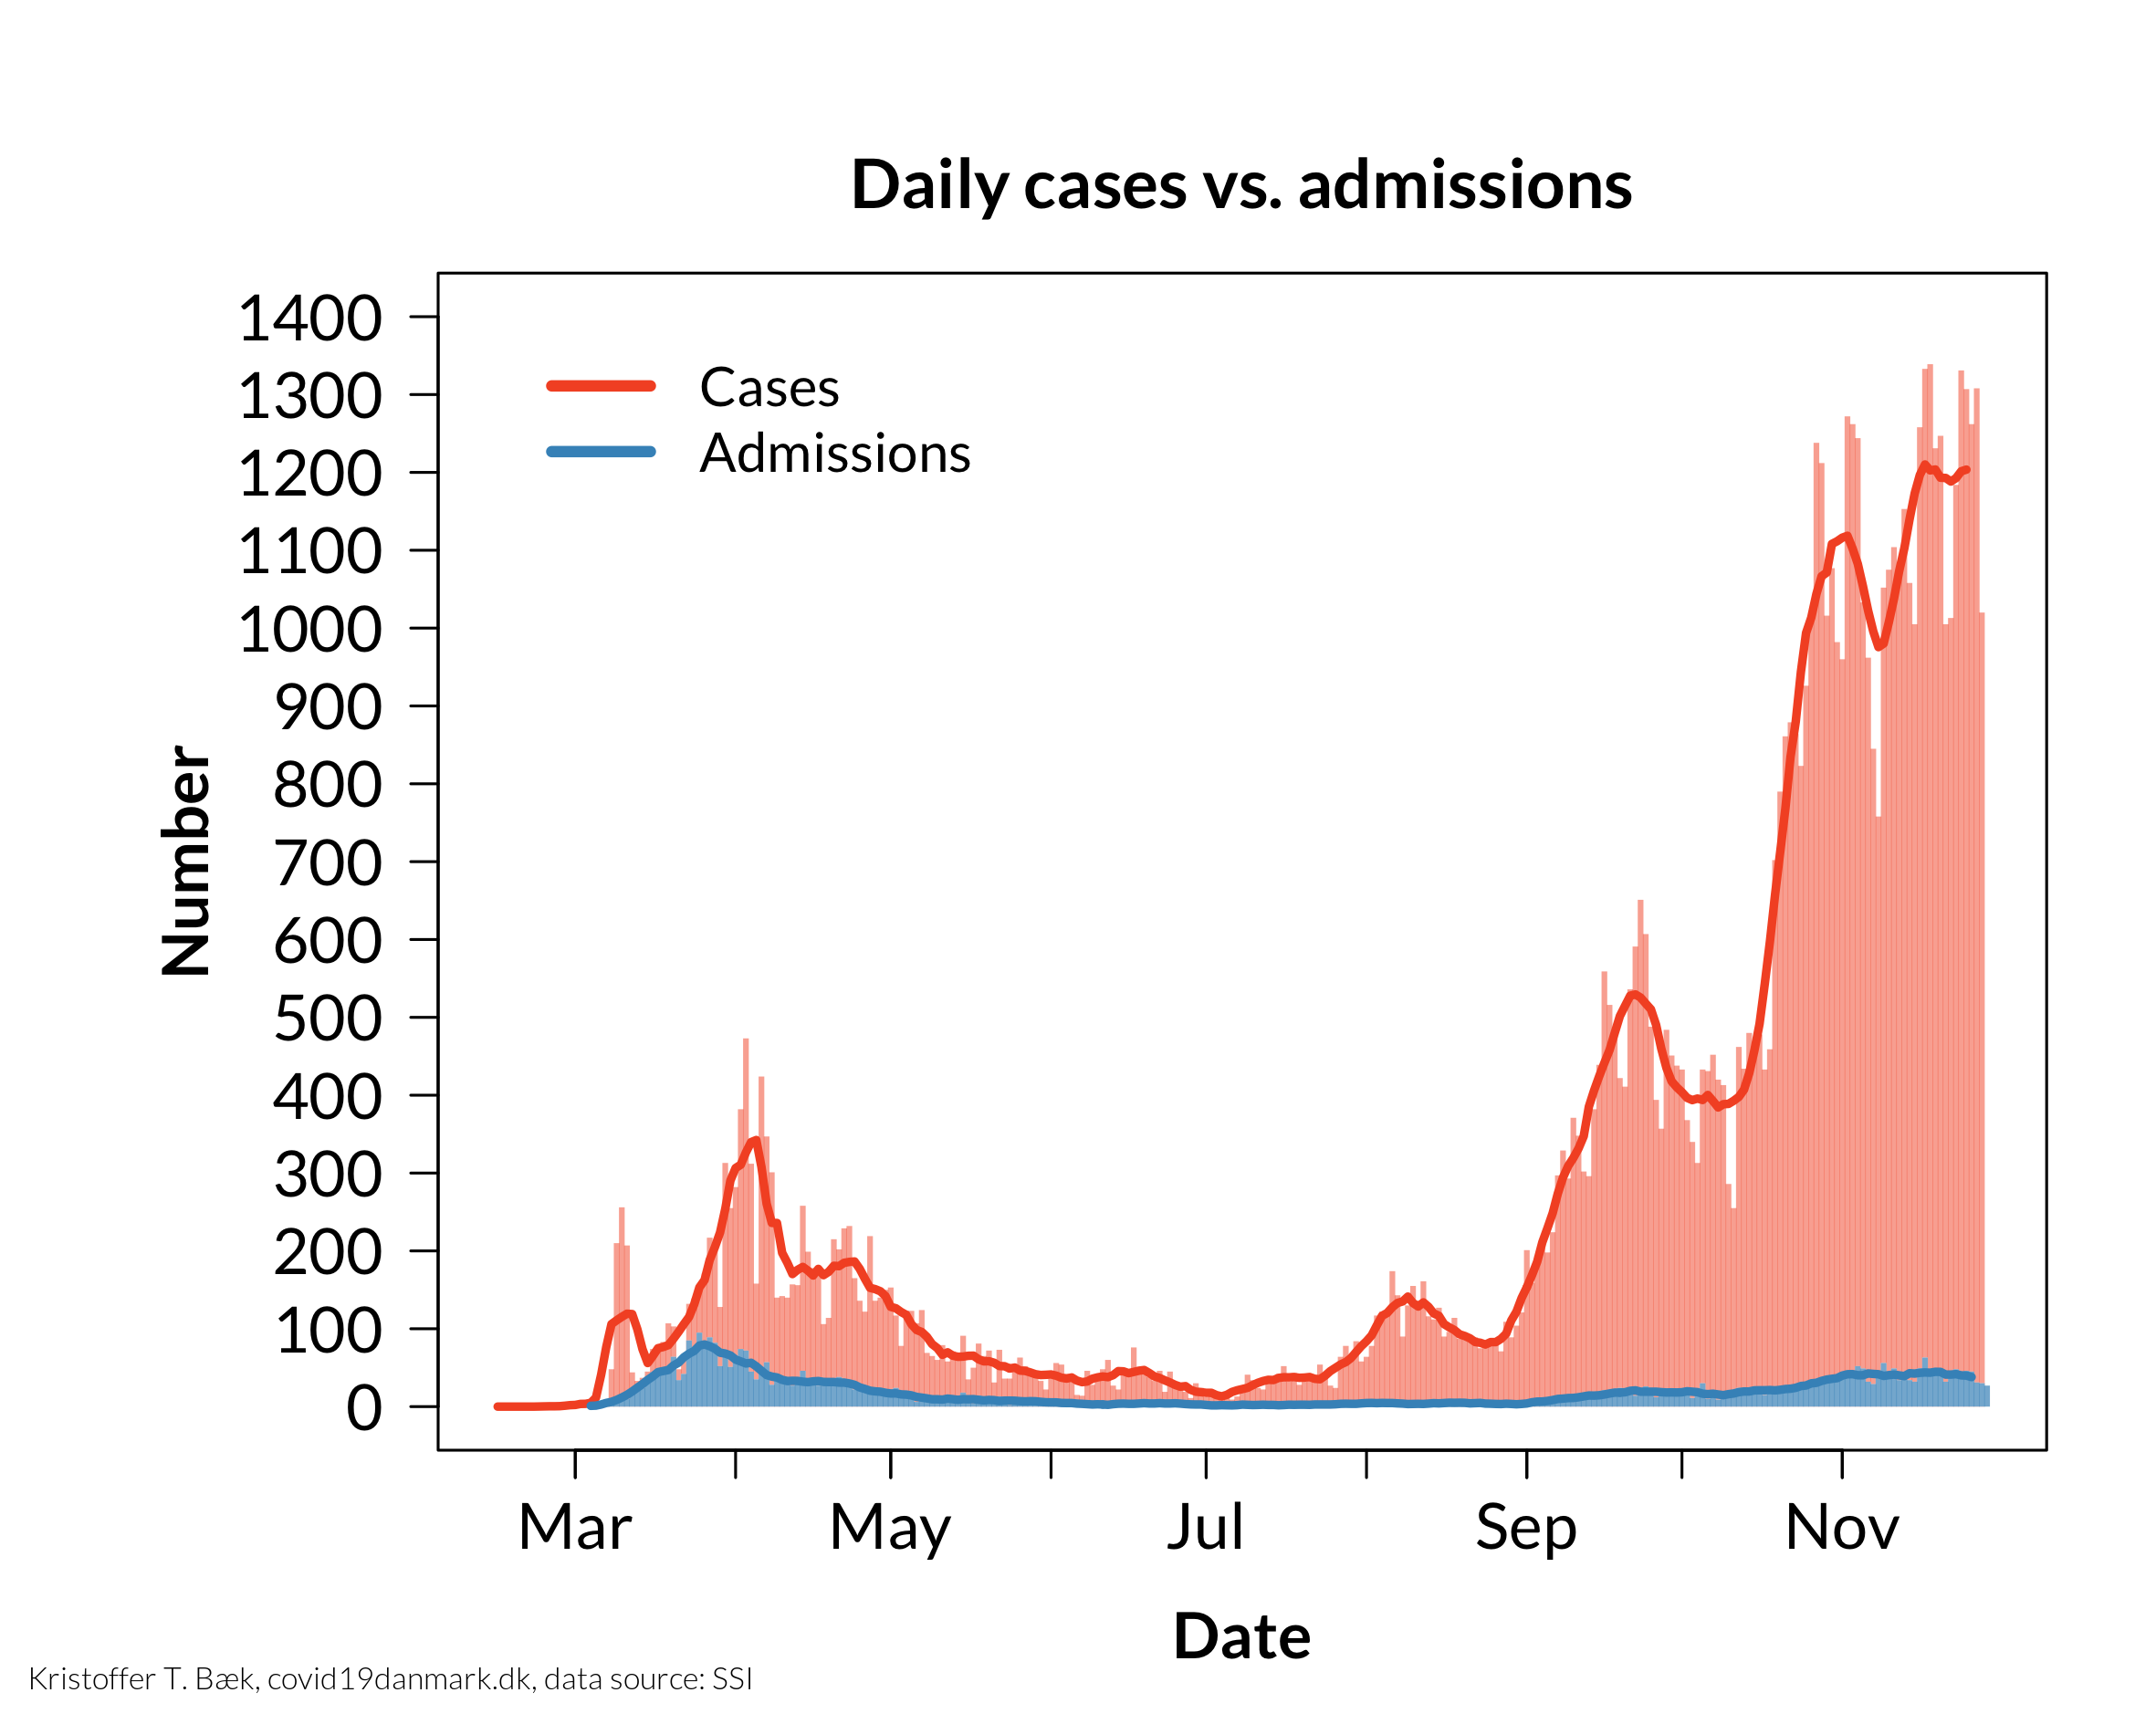 Daily cases vs. admissions
1400
1300
1200
1100
1000
900
800
700
600
500
400
300
200
100
0
Number
Cases
Admissions
Mar May Jul Sep Nov
Date
Kristoffer T. Bæk, covid19danmark.dk, data source: SSI